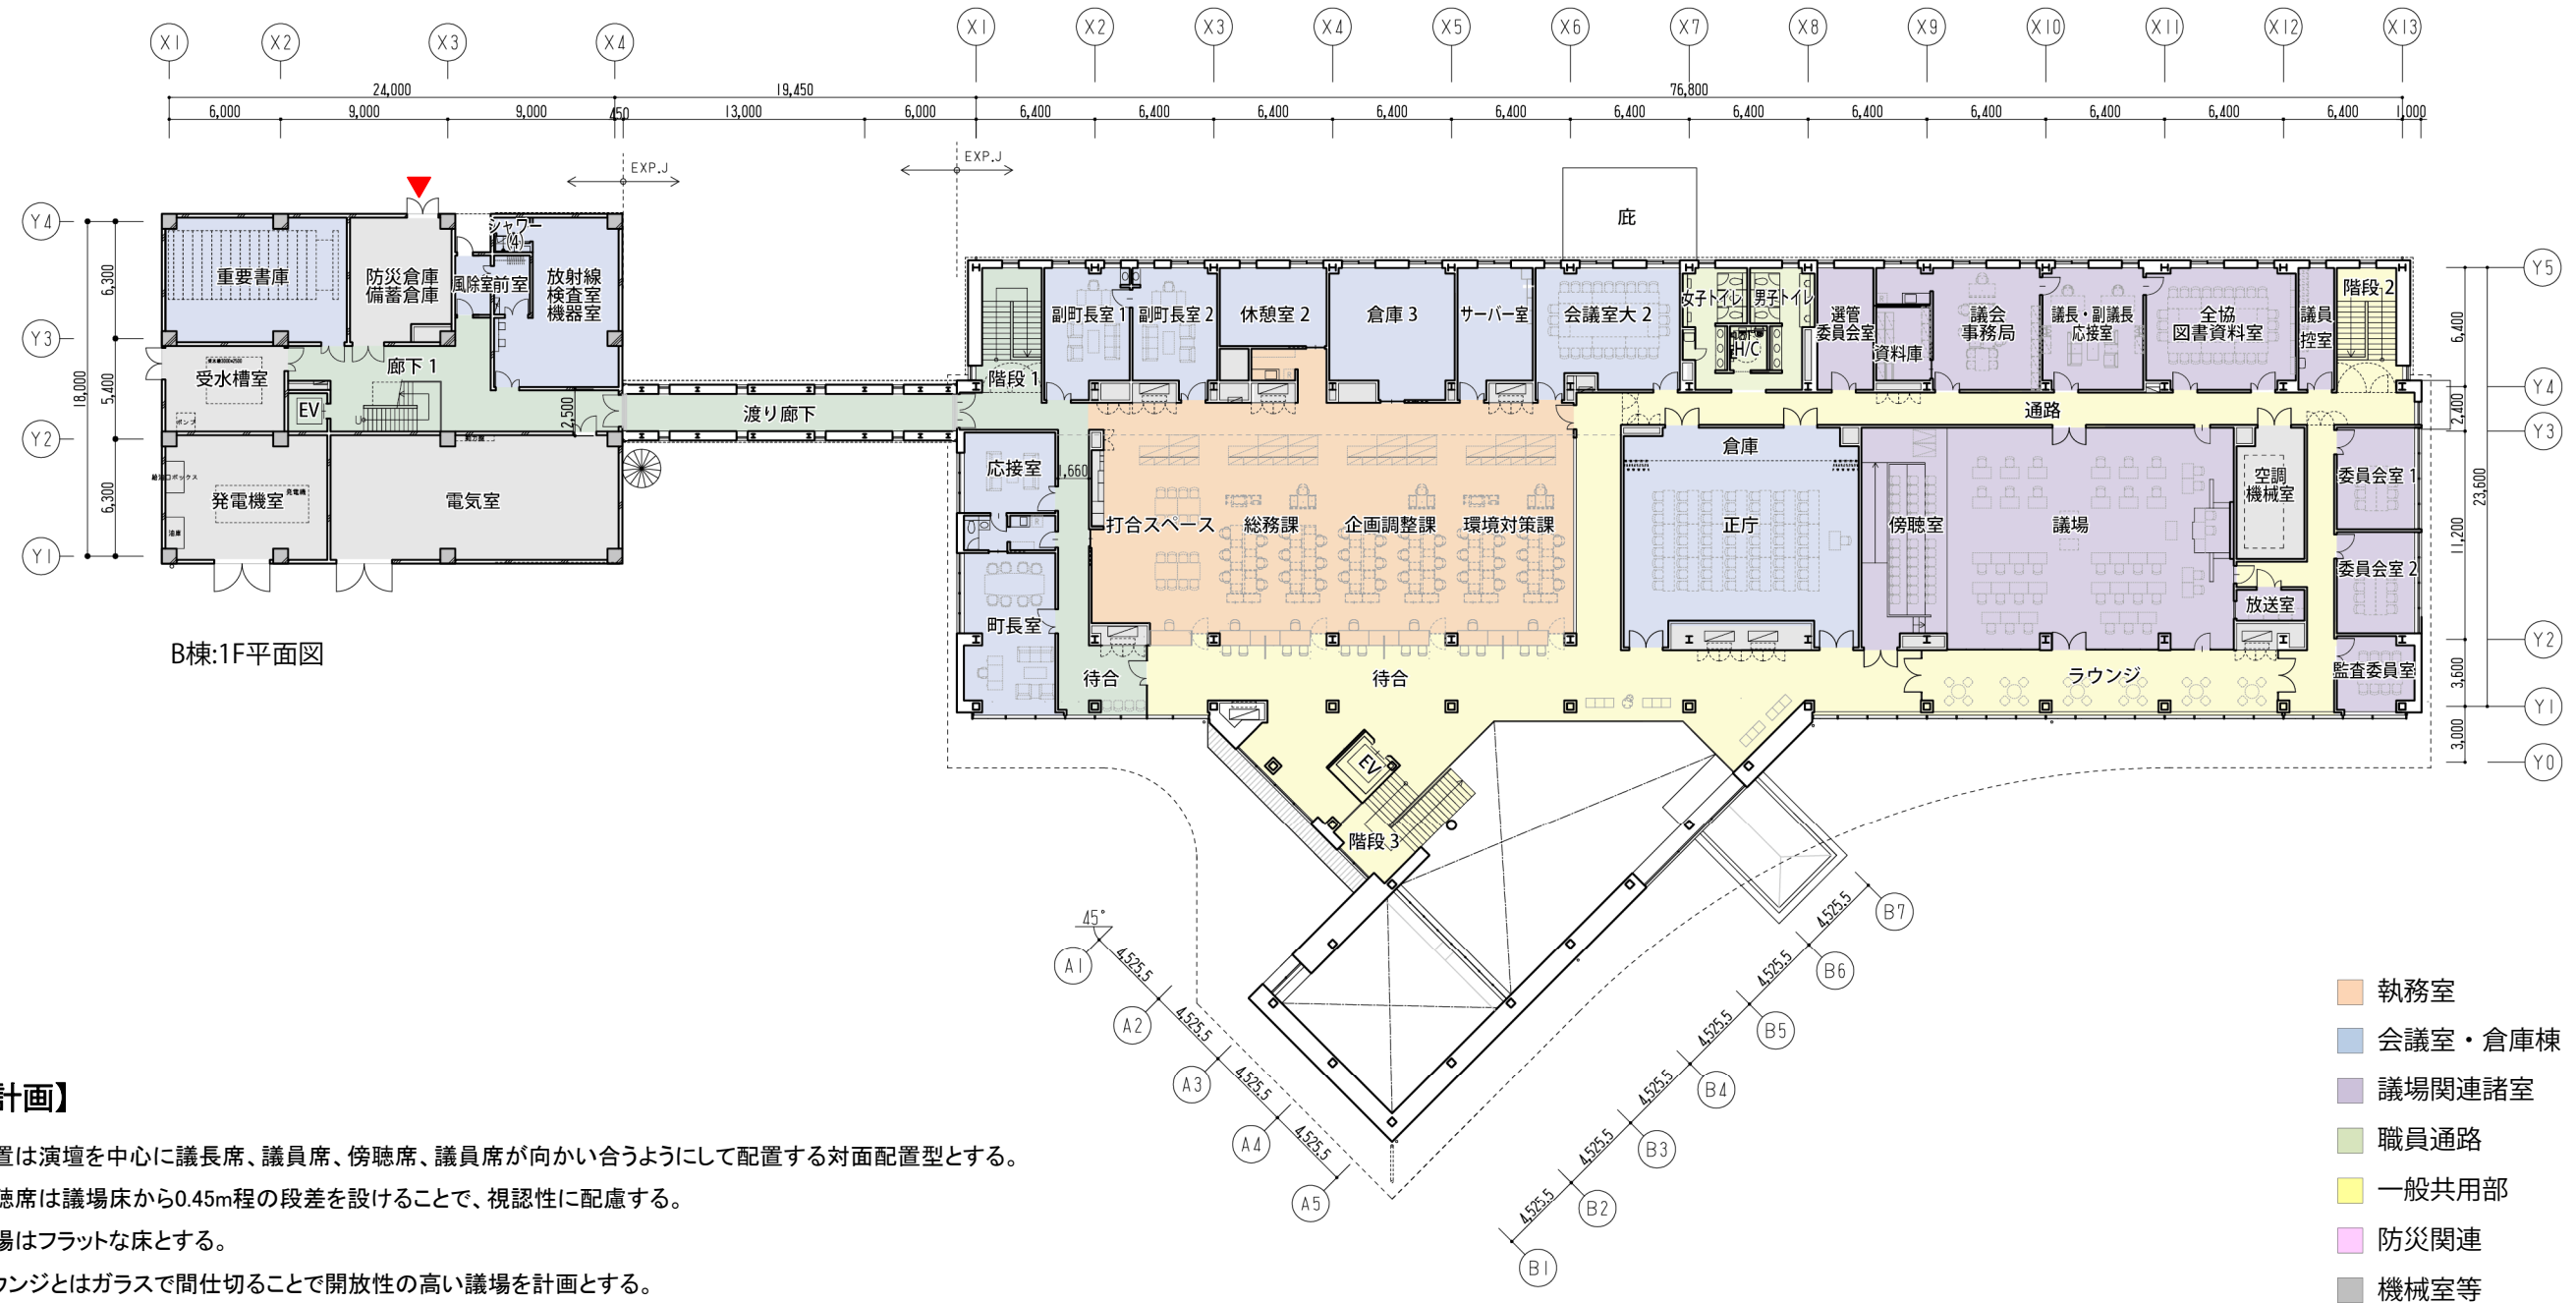 X1 X2 X3 X4 X1 X2 X3 X4 X5 X6 X7 X8 X9 X10 X11 X12 X13
24,000 19,450 76,800
6,000 9,000 9,000 450 13,000 6,000 6,400 6,400 6,400 6,400 6,400 6,400 6,400 6,400 6,400 6,400 6,400 6,400 1,000
EXP.J EXP.J
Y4 Y3 Y2 Y1
18,000
6,300 5,400 6,300
重要書庫
防災倉庫
備蓄倉庫
シャワー
(4)
風除室
前室
放射線
検査室
機器室
受水槽室
ポンプ
廊下 1
EV
2,500
発電機室
発電機
油庫
電気室
渡り廊下
B棟:1F平面図
庇
階段 1
副町長室 1
副町長室 2
休憩室 2
倉庫 3
サーバー室
会議室大 2
女子トイレ
男子トイレ
H/C
選管
委員会室
資料庫
議会
事務局
議長・副議長
応接室
全協
図書資料室
議員
控室
階段 2
通路
応接室
1,660
打合スペース
総務課
企画調整課
環境対策課
倉庫
正庁
傍聴室
議場
空調
機械室
放送室
委員会室 1
委員会室 2
監査委員室
町長室
待合
待合
ラウンジ
EV
階段 3
Y5 Y4 Y3 Y2 Y1 Y0
6,400 2,400 11,200 3,600 3,000
23,600
45°
A1 A2 A3 A4 A5
4,525.5 4,525.5 4,525.5 4,525.5
B7 B6 B5 B4 B3 B2 B1
4,525.5 4,525.5 4,525.5 4,525.5 4,525.5 4,525.5
計画】
置は演壇を中心に議長席、議員席、傍聴席、議員席が向かい合うようにして配置する対面配置型とする。
聴席は議場床から0.45m程の段差を設けることで、視認性に配慮する。
場はフラットな床とする。
ウンジとはガラスで間仕切ることで開放性の高い議場を計画とする。
執務室
会議室・倉庫棟
議場関連諸室
職員通路
一般共用部
防災関連
機械室等